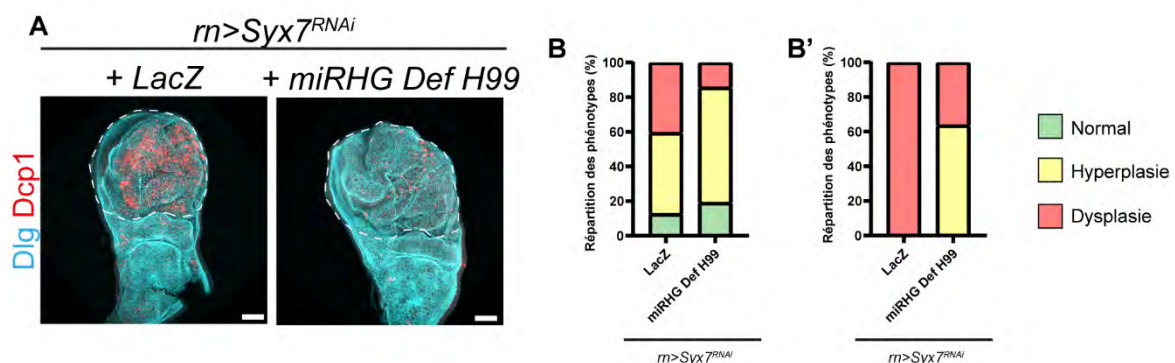 A
rn>Syx7RNAi
+ LacZ
+ miRHG Def H99
Dlg Dcp1
B
Répartition des phénotypes (%)
100
80
60
40
20
0
LacZ
miRHG Def H99
rn>Syx7RNAi
B’
Répartition des phénotypes (%)
100
80
60
40
20
0
LacZ
miRHG Def H99
rn>Syx7RNAi
Normal
Hyperplasie
Dysplasie